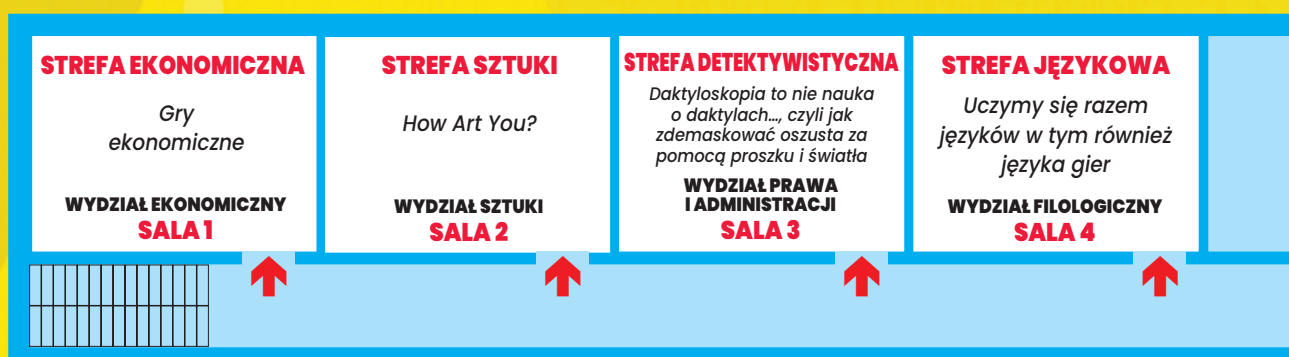 STREFA EKONOMICZNA
Gry
ekonomiczne
WYDZIAŁ EKONOMICZNY
SALA 1
STREFA SZTUKI
How Art You?
WYDZIAŁ SZTUKI
SALA 2
STREFA DETEKTYWISTYCZNA
Daktyloskopia to nie nauka
o daktylach..., czyli jak
zdemaskować oszusta za
pomocą proszku i światła
WYDZIAŁ PRAWA
I ADMINISTRACJI
SALA 3
STREFA JĘZYKOWA
Uczymy się razem
języków w tym również
języka gier
WYDZIAŁ FILOLOGICZNY
SALA 4